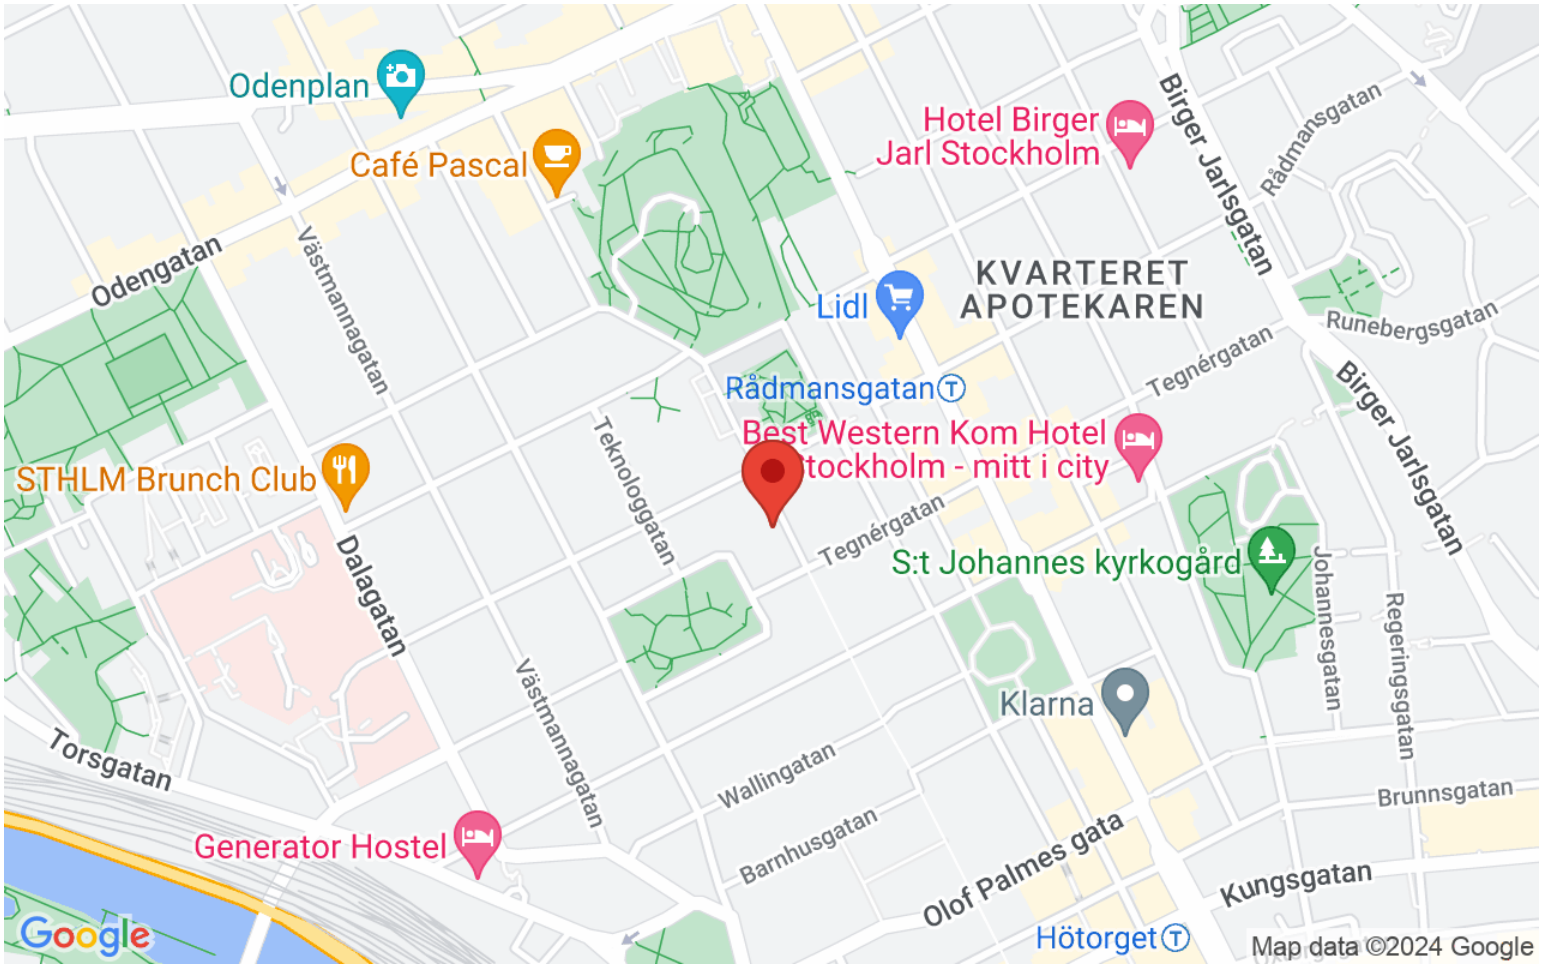 Odenplan
Café Pascal
Hotel Birger
Jarl Stockholm
Birger Jarlsgatan
Rådmansgatan
Odengatan
Västmannagatan
Lidl
KVARTERET
APOTEKAREN
Runebergsgatan
Tegnérgatan
Rådmansgatan T
Birger Jarlsgatan
Best Western Kom Hotel
Stockholm - mitt i city
STHLM Brunch Club
Teknologgatan
Tegnérgatan
S:t Johannes kyrkogård
Dalagatan
Johannesgatan
Regeringsgatan
Västmannagatan
Klarna
Torsgatan
Wallingatan
Brunnsgatan
Generator Hostel
Barnhusgatan
Olof Palmes gata
Kungsgatan
Hötorget T
Google
Map data ©2024 Google